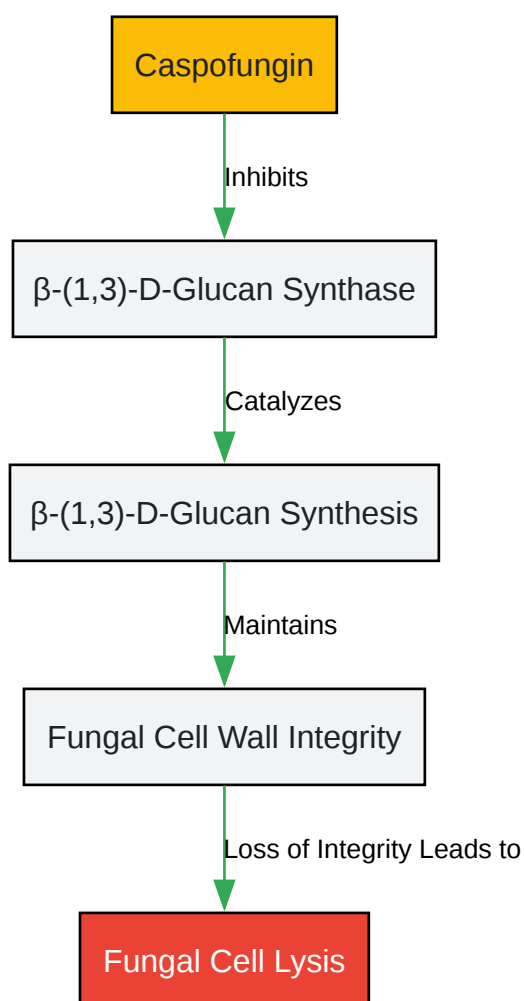 Caspofungin
Inhibits
β-(1,3)-D-Glucan Synthase
Catalyzes
β-(1,3)-D-Glucan Synthesis
Maintains
Fungal Cell Wall Integrity
Loss of Integrity Leads to
Fungal Cell Lysis